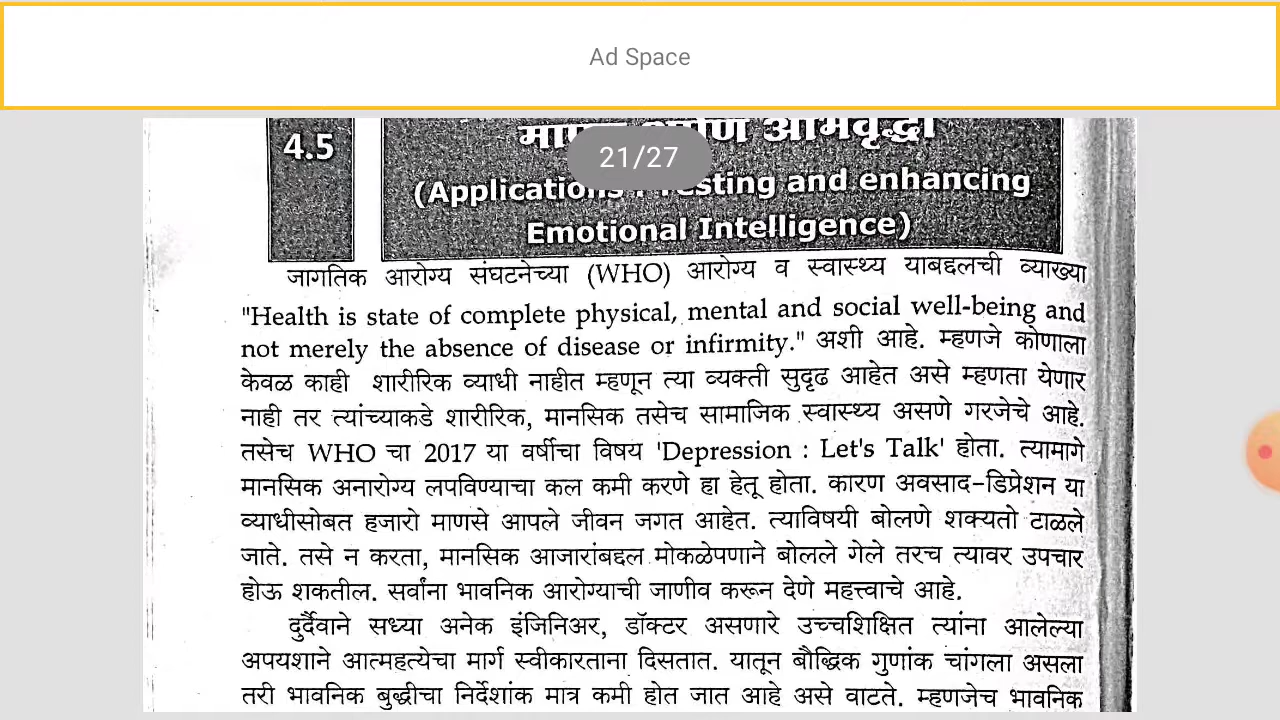 Ad Space
4.5
21/27
(Applications : Testing and enhancing
Emotional Intelligence)
जागतिक आरोग्य संघटनेच्या (WHO) आरोग्य व स्वास्थ्य याबद्दलची व्याख्या
"Health is state of complete physical, mental and social well-being and
not merely the absence of disease or infirmity." अशी आहे. म्हणजे कोणाला
केवळ काही शारीरिक व्याधी नाहीत म्हणून त्या व्यक्ती सुदृढ आहेत असे म्हणता येणार
नाही तर त्यांच्याकडे शारीरिक, मानसिक तसेच सामाजिक स्वास्थ्य असणे गरजेचे आहे.
तसेच WHO चा 2017 या वर्षीचा विषय 'Depression : Let's Talk' होता. त्यामागे
मानसिक अनारोग्य लपविण्याचा कल कमी करणे हा हेतू होता. कारण अवसाद-डिप्रेशन या
व्याधीसोबत हजारो माणसे आपले जीवन जगत आहेत. त्याविषयी बोलणे शक्यतो टाळले
जाते. तसे न करता, मानसिक आजारांबद्दल मोकळेपणाने बोलले गेले तरच त्यावर उपचार
होऊ शकतील. सर्वांना भावनिक आरोग्याची जाणीव करून देणे महत्त्वाचे आहे.
दुर्दैवाने सध्या अनेक इंजिनिअर, डॉक्टर असणारे उच्चशिक्षित त्यांना आलेल्या
अपयशाने आत्महत्येचा मार्ग स्वीकारताना दिसतात. यातून बौद्धिक गुणांक चांगला असला
तरी भावनिक बुद्धीचा निर्देशांक मात्र कमी होत जात आहे असे वाटते. म्हणजेच भावनिक